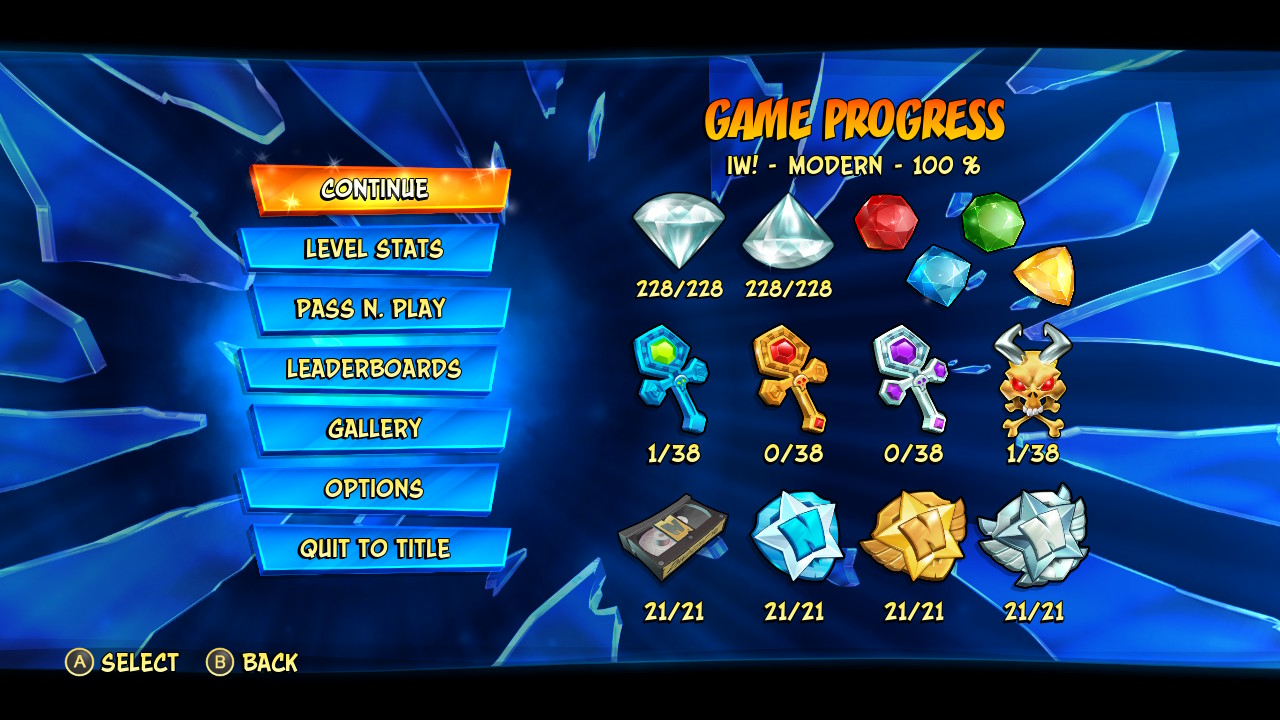 GAME PROGRESS
IW! - MODERN - 100 %
CONTINUE
LEVEL STATS
PASS N. PLAY
LEADERBOARDS
GALLERY
OPTIONS
QUIT TO TITLE
228/228 228/228
1/38 0/38 0/38 1/38
21/21 21/21 21/21 21/21
A SELECT B BACK